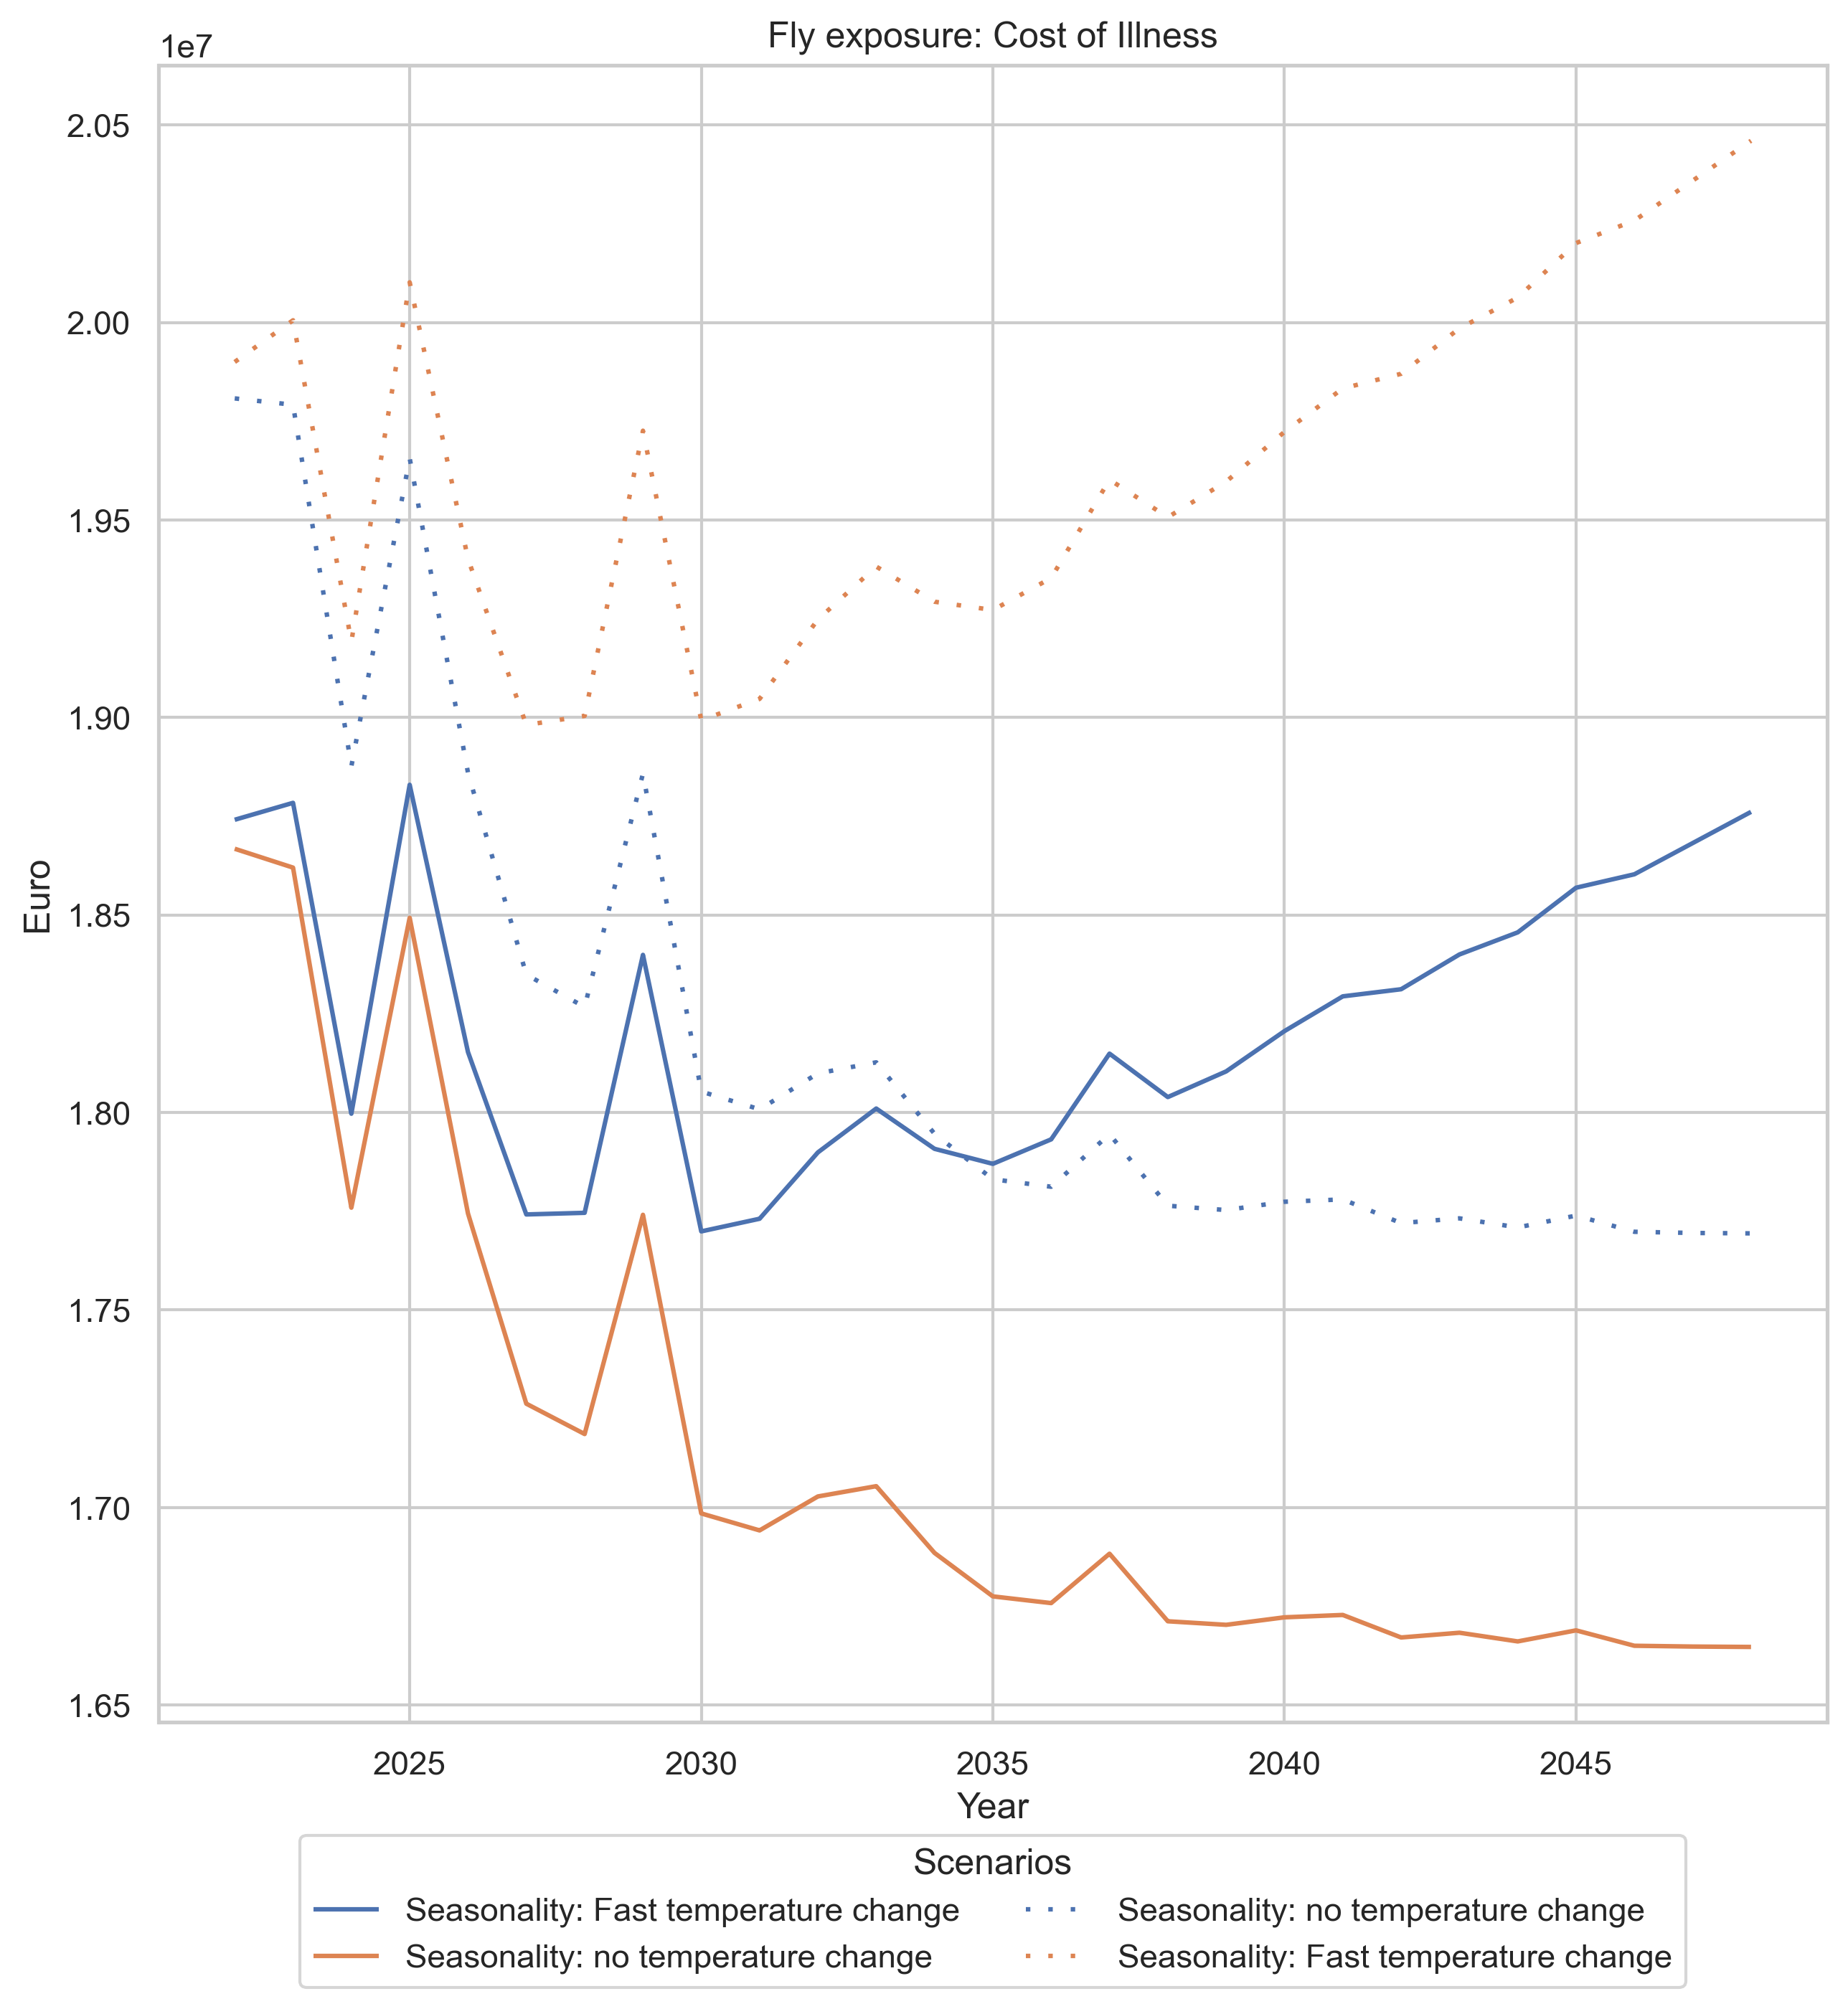 Fly exposure: Cost of Illness
1e7
2.05
2.00
1.95
1.90
1.85
1.80
1.75
1.70
1.65
Euro
2025 2030 2035 2040 2045
Year
Scenarios
Seasonality: Fast temperature change
Seasonality: no temperature change
Seasonality: no temperature change
Seasonality: Fast temperature change